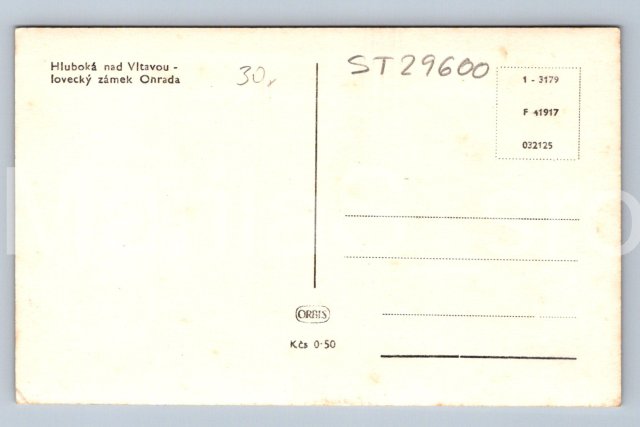 Hluboká nad Vltavou -
lovecký zámek Onrada
30,
ST29600
1 - 3179
F 41917
032125
ORBIS
Kčs 0·50